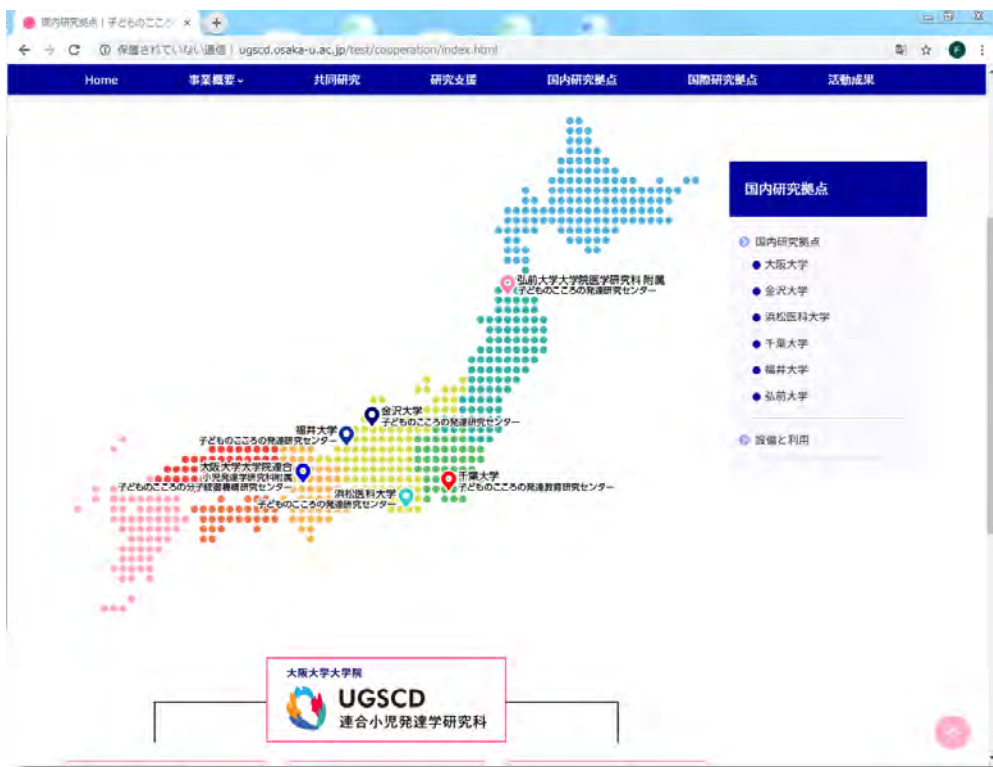 国内研究拠点 | 子どものこころ
保護されていない通信 | ugscd.osaka-u.ac.jp/test/cooperation/index.html
Home 事業概要 共同研究 研究支援 国内研究拠点 国際研究拠点 活動成果
弘前大学大学院医学研究科 附属
子どものこころの発達研究センター
金沢大学
子どものこころの発達研究センター
福井大学
子どものこころの発達研究センター
大阪大学大学院連合
小児発達学研究科附属
子どものこころの分子統御機構研究センター
千葉大学
子どものこころの発達教育研究センター
浜松医科大学
子どものこころの発達研究センター
国内研究拠点
国内研究拠点
大阪大学
金沢大学
浜松医科大学
千葉大学
福井大学
弘前大学
設備と利用
大阪大学大学院
UGSCD
連合小児発達学研究科